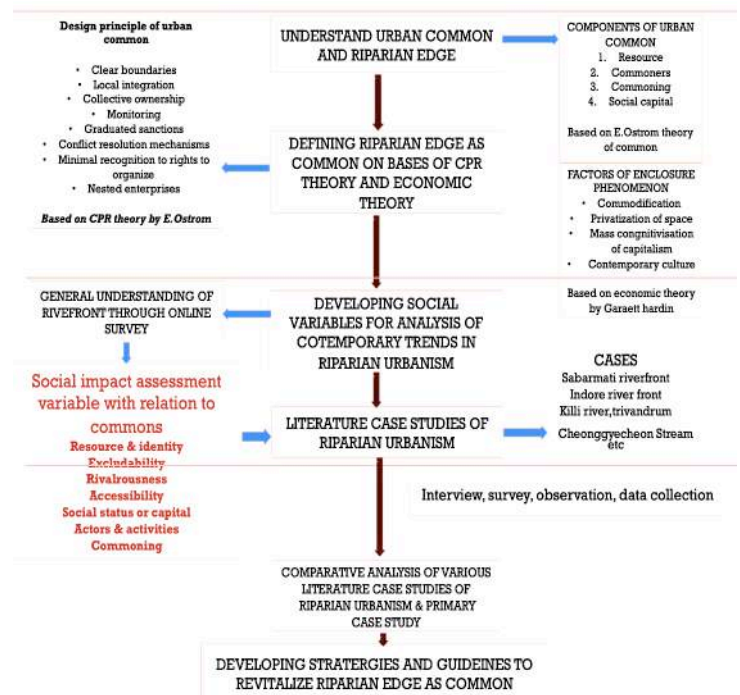 Design principle of urban
common
• Clear boundaries
• Local integration
• Collective ownership
• Monitoring
• Graduated sanctions
• Conflict resolution mechanisms
• Minimal recognition to rights to
organize
• Nested enterprises
Based on CPR theory by E.Ostrom
UNDERSTAND URBAN COMMON
AND RIPARIAN EDGE
COMPONENTS OF URBAN
COMMON
1. Resource
2. Commoners
3. Commoning
4. Social capital
Based on E.Ostrom theory
of common
DEFINING RIPARIAN EDGE AS
COMMON ON BASES OF CPR
THEORY AND ECONOMIC
THEORY
FACTORS OF ENCLOSURE
PHENOMENON
• Commodification
• Privatization of space
• Mass congnitivisation
of capitalism
• Contemporary culture
Based on economic theory
by Garaett hardin
GENERAL UNDERSTANDING OF
RIVEFRONT THROUGH ONLINE
SURVEY
DEVELOPING SOCIAL
VARIABLES FOR ANALYSIS OF
COTEMPORARY TRENDS IN
RIPARIAN URBANISM
Social impact assessment
variable with relation to
commons
Resource & identity
Excludability
Rivalrousness
Accessibility
Social status or capital
Actors & activities
Commoning
LITERATURE CASE STUDIES OF
RIPARIAN URBANISM
CASES
Sabarmati riverfront
Indore river front
Killi river,trivandrum
Cheonggyecheon Stream
etc
Interview, survey, observation, data collection
COMPARATIVE ANALYSIS OF VARIOUS
LITERATURE CASE STUDIES OF
RIPARIAN URBANISM & PRIMARY
CASE STUDY
DEVELOPING STRATERGIES AND GUIDEINES TO
REVITALIZE RIPARIAN EDGE AS COMMON